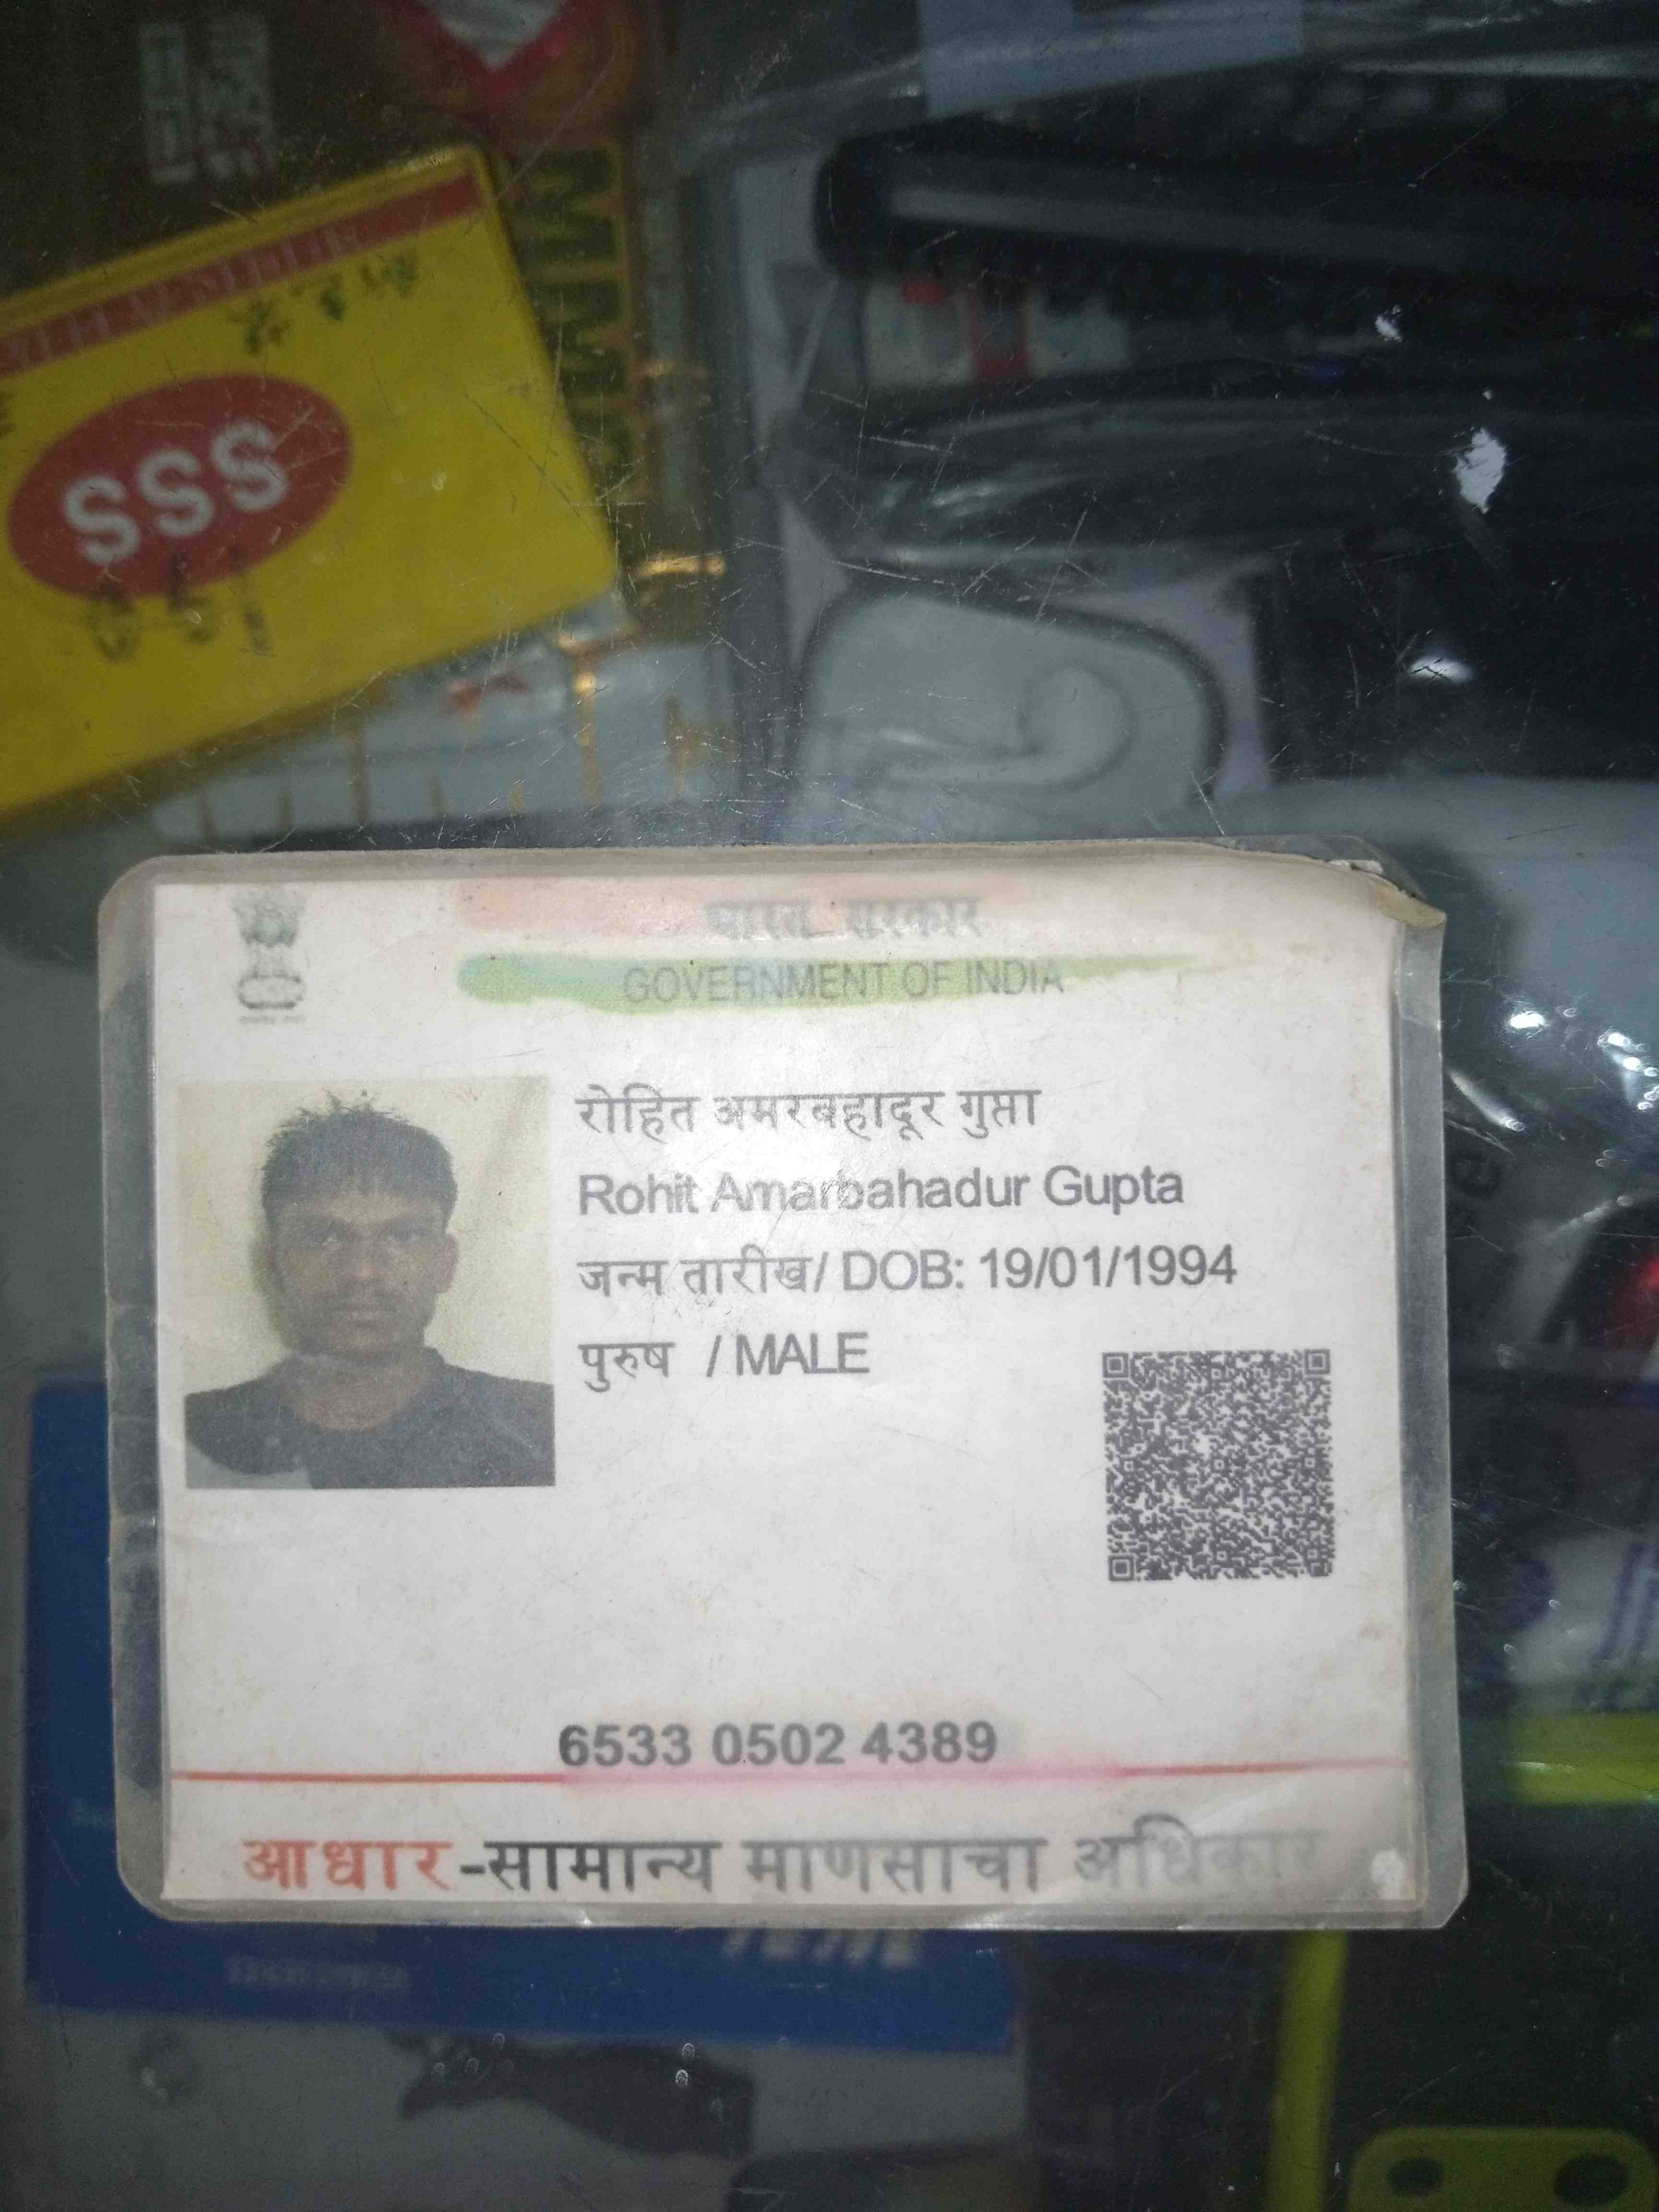 SSS
भारत सरकार
GOVERNMENT OF INDIA
रोहित अमरबहादूर गुप्ता
Rohit Amarbahadur Gupta
जन्म तारीख/ DOB: 19/01/1994
पुरुष / MALE
6533 0502 4389
आधार-सामान्य माणसाचा अधिकार